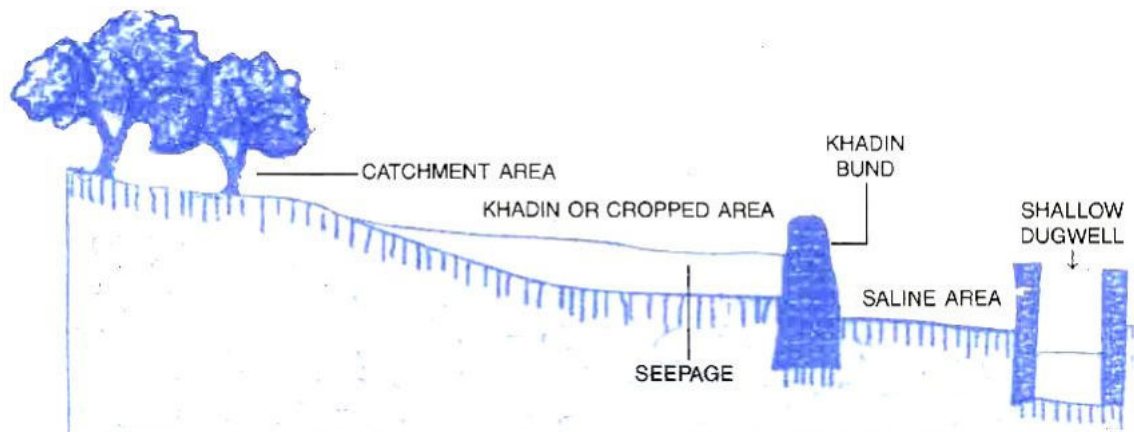 CATCHMENT AREA
KHADIN OR CROPPED AREA
KHADIN
BUND
SHALLOW
DUGWELL
SALINE AREA
SEEPAGE